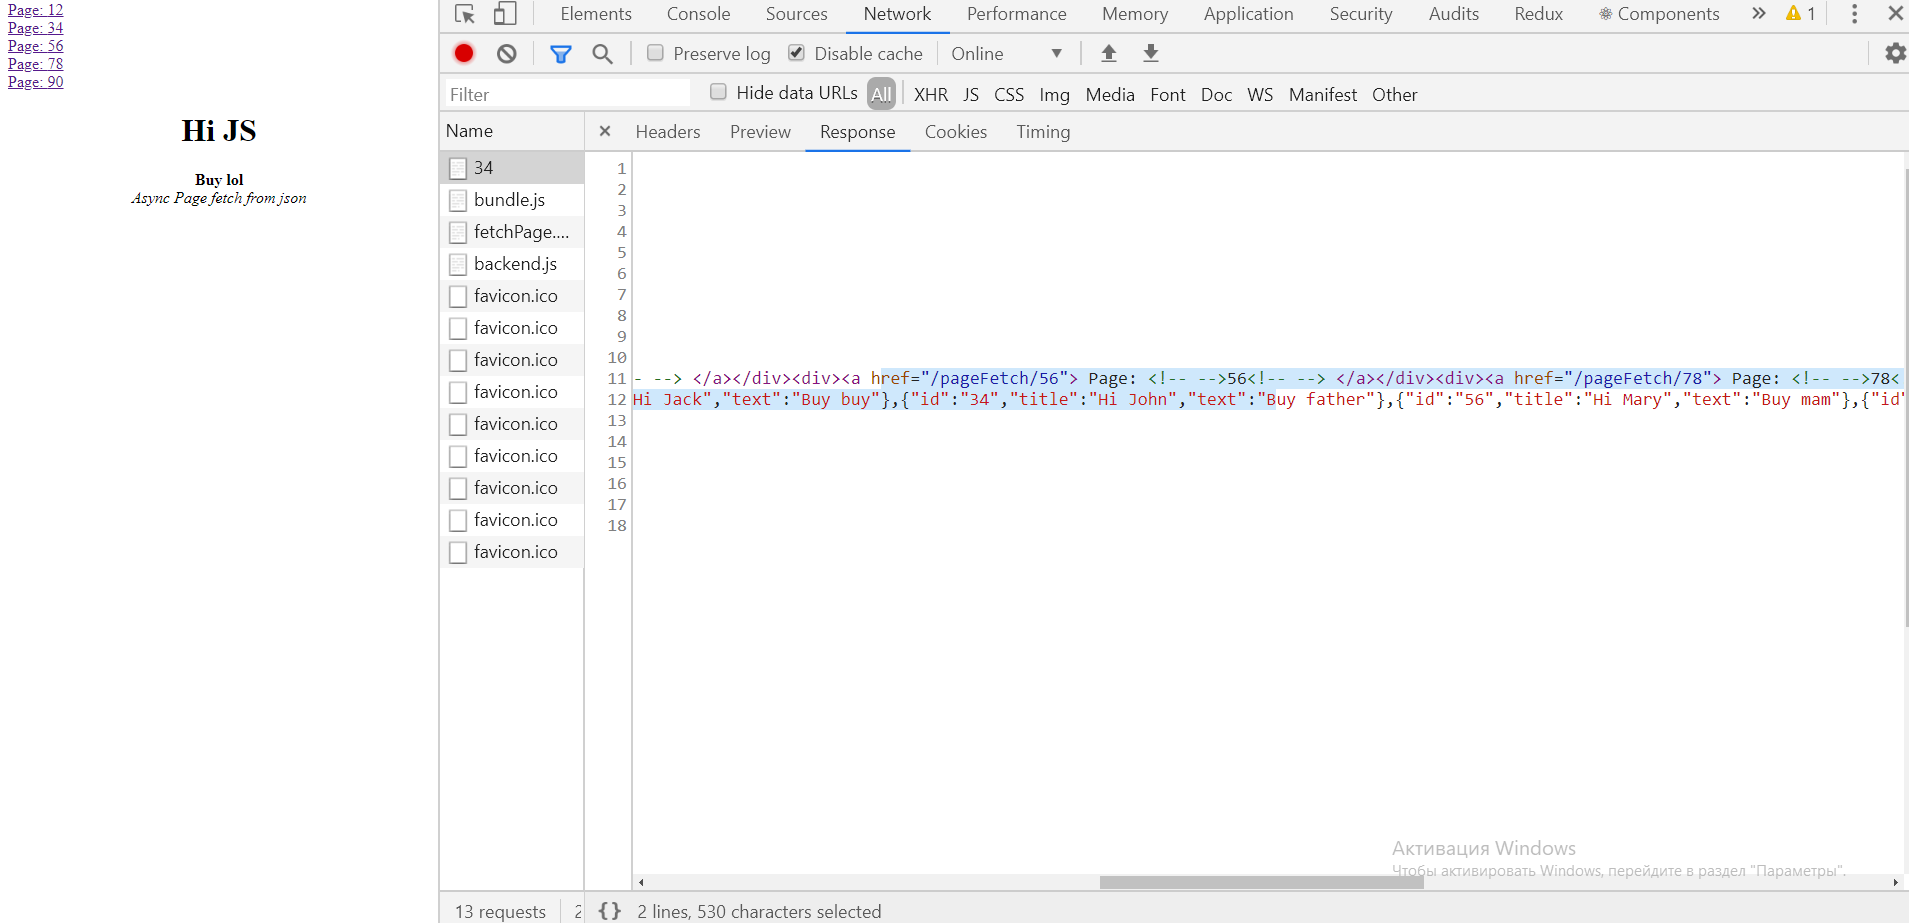 Page: 12
Page: 34
Page: 56
Page: 78
Page: 90
Hi JS
Buy lol
Async Page fetch from json
Elements Console Sources Network Performance Memory Application Security Audits Redux Components » 1
Preserve log Disable cache Online
Filter Hide data URLs All XHR JS CSS Img Media Font Doc WS Manifest Other
Name × Headers Preview Response Cookies Timing
34
bundle.js
fetchPage....
backend.js
favicon.ico
favicon.ico
favicon.ico
favicon.ico
favicon.ico
favicon.ico
favicon.ico
favicon.ico
favicon.ico
1
2
3
4
5
6
7
8
9
10
11 - --> </a></div><div><a href="/pageFetch/56"> Page: <!-- -->56<!-- --> </a></div><div><a href="/pageFetch/78"> Page: <!-- -->78<
12 Hi Jack","text":"Buy buy"},{"id":"34","title":"Hi John","text":"Buy father"},{"id":"56","title":"Hi Mary","text":"Buy mam"},{"id"
13
14
15
16
17
18
Активация Windows
Чтобы активировать Windows, перейдите в раздел "Параметры".
13 requests 2 {} 2 lines, 530 characters selected